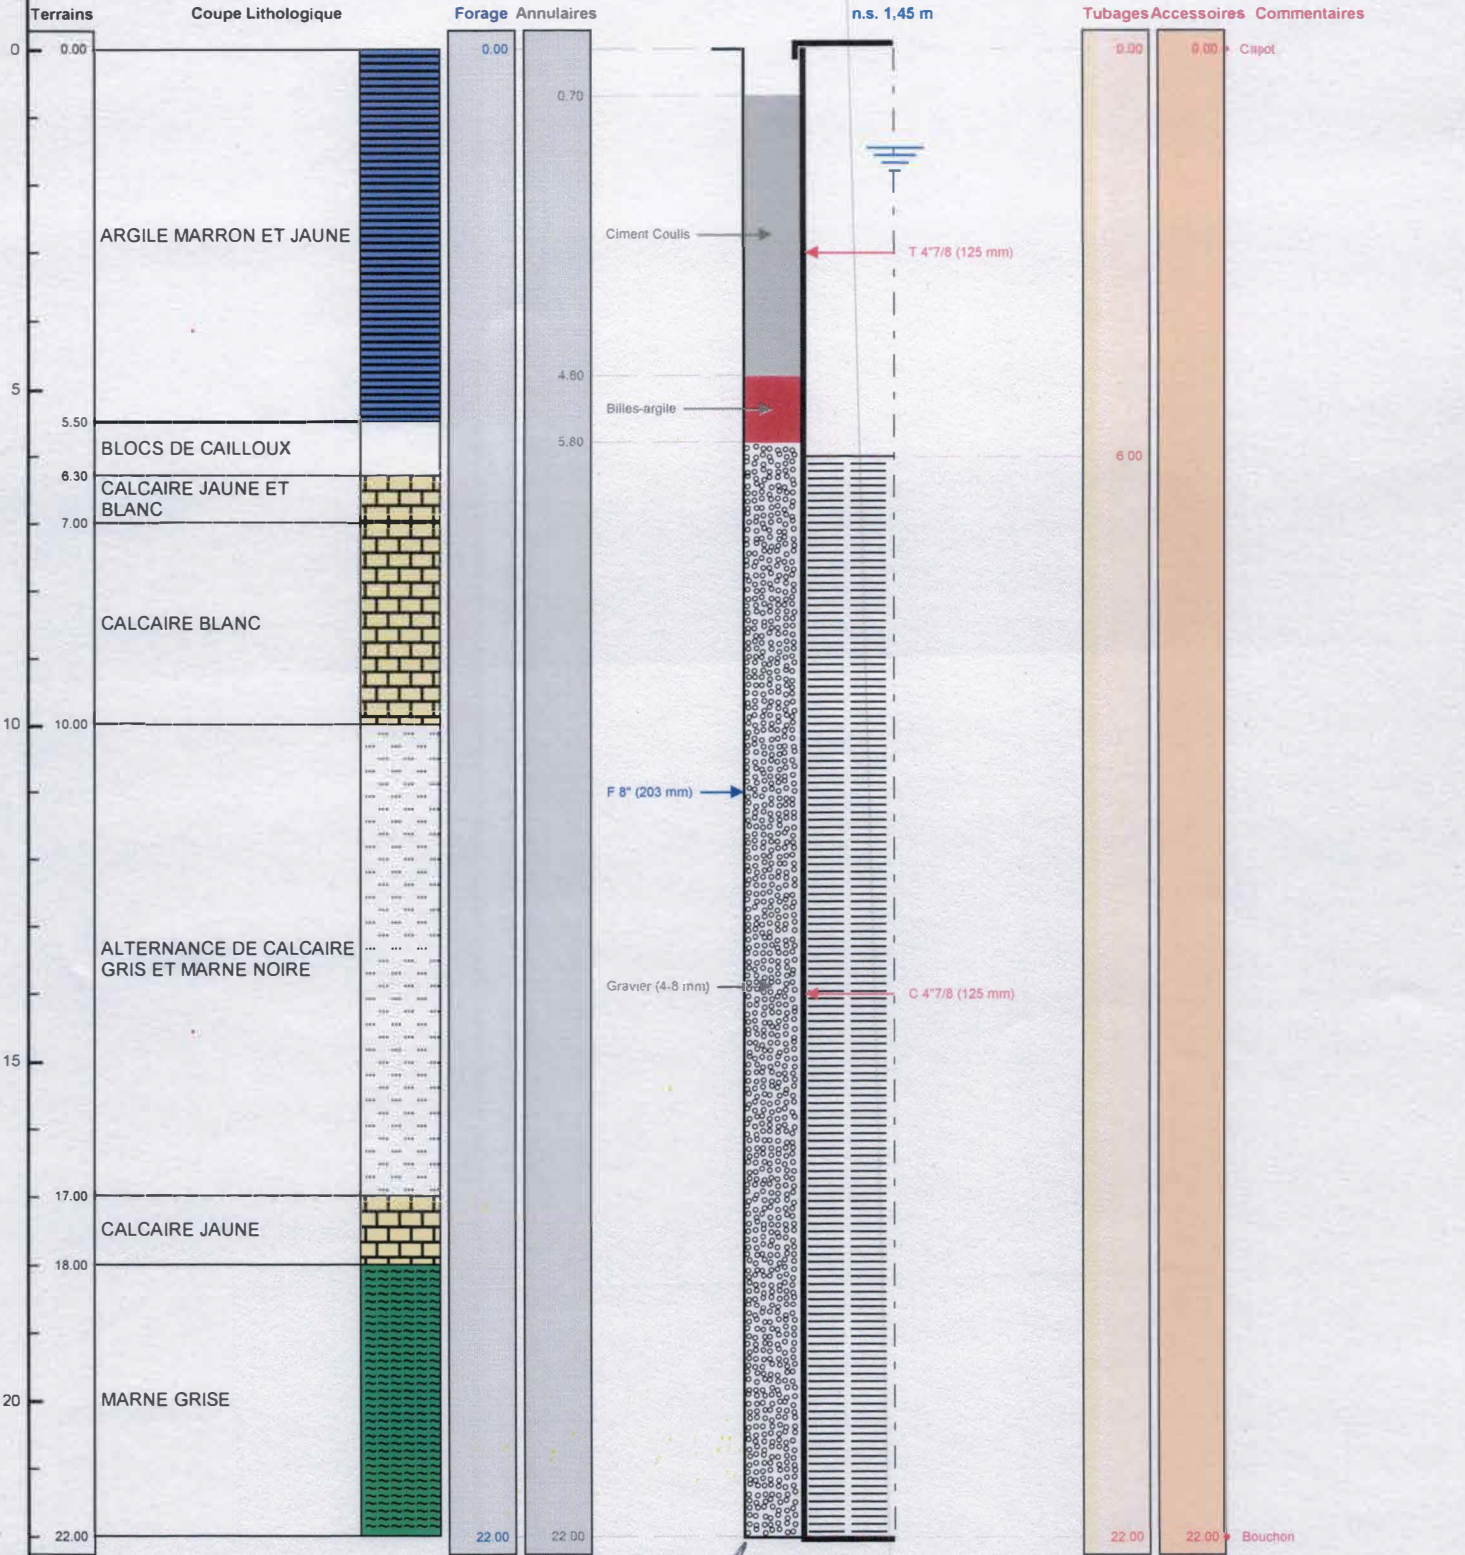 Terrains Coupe Lithologique Forage Annulaires n.s. 1,45 m Tubages Accessoires Commentaires
0 0.00 0.00 0.00 0.00 Capot
0.70
ARGILE MARRON ET JAUNE
Ciment Coulis
T 4"7/8 (125 mm)
4.80
5
Billes-argile
5.50
5.80
BLOCS DE CAILLOUX
6.00
6.30
CALCAIRE JAUNE ET
BLANC
7.00
CALCAIRE BLANC
10 10.00
F 8" (203 mm)
ALTERNANCE DE CALCAIRE
GRIS ET MARNE NOIRE
Gravier (4-8 mm)
C 4"7/8 (125 mm)
15
17.00
CALCAIRE JAUNE
18.00
20 MARNE GRISE
22.00 22.00 22.00 22.00 22.00 Bouchon